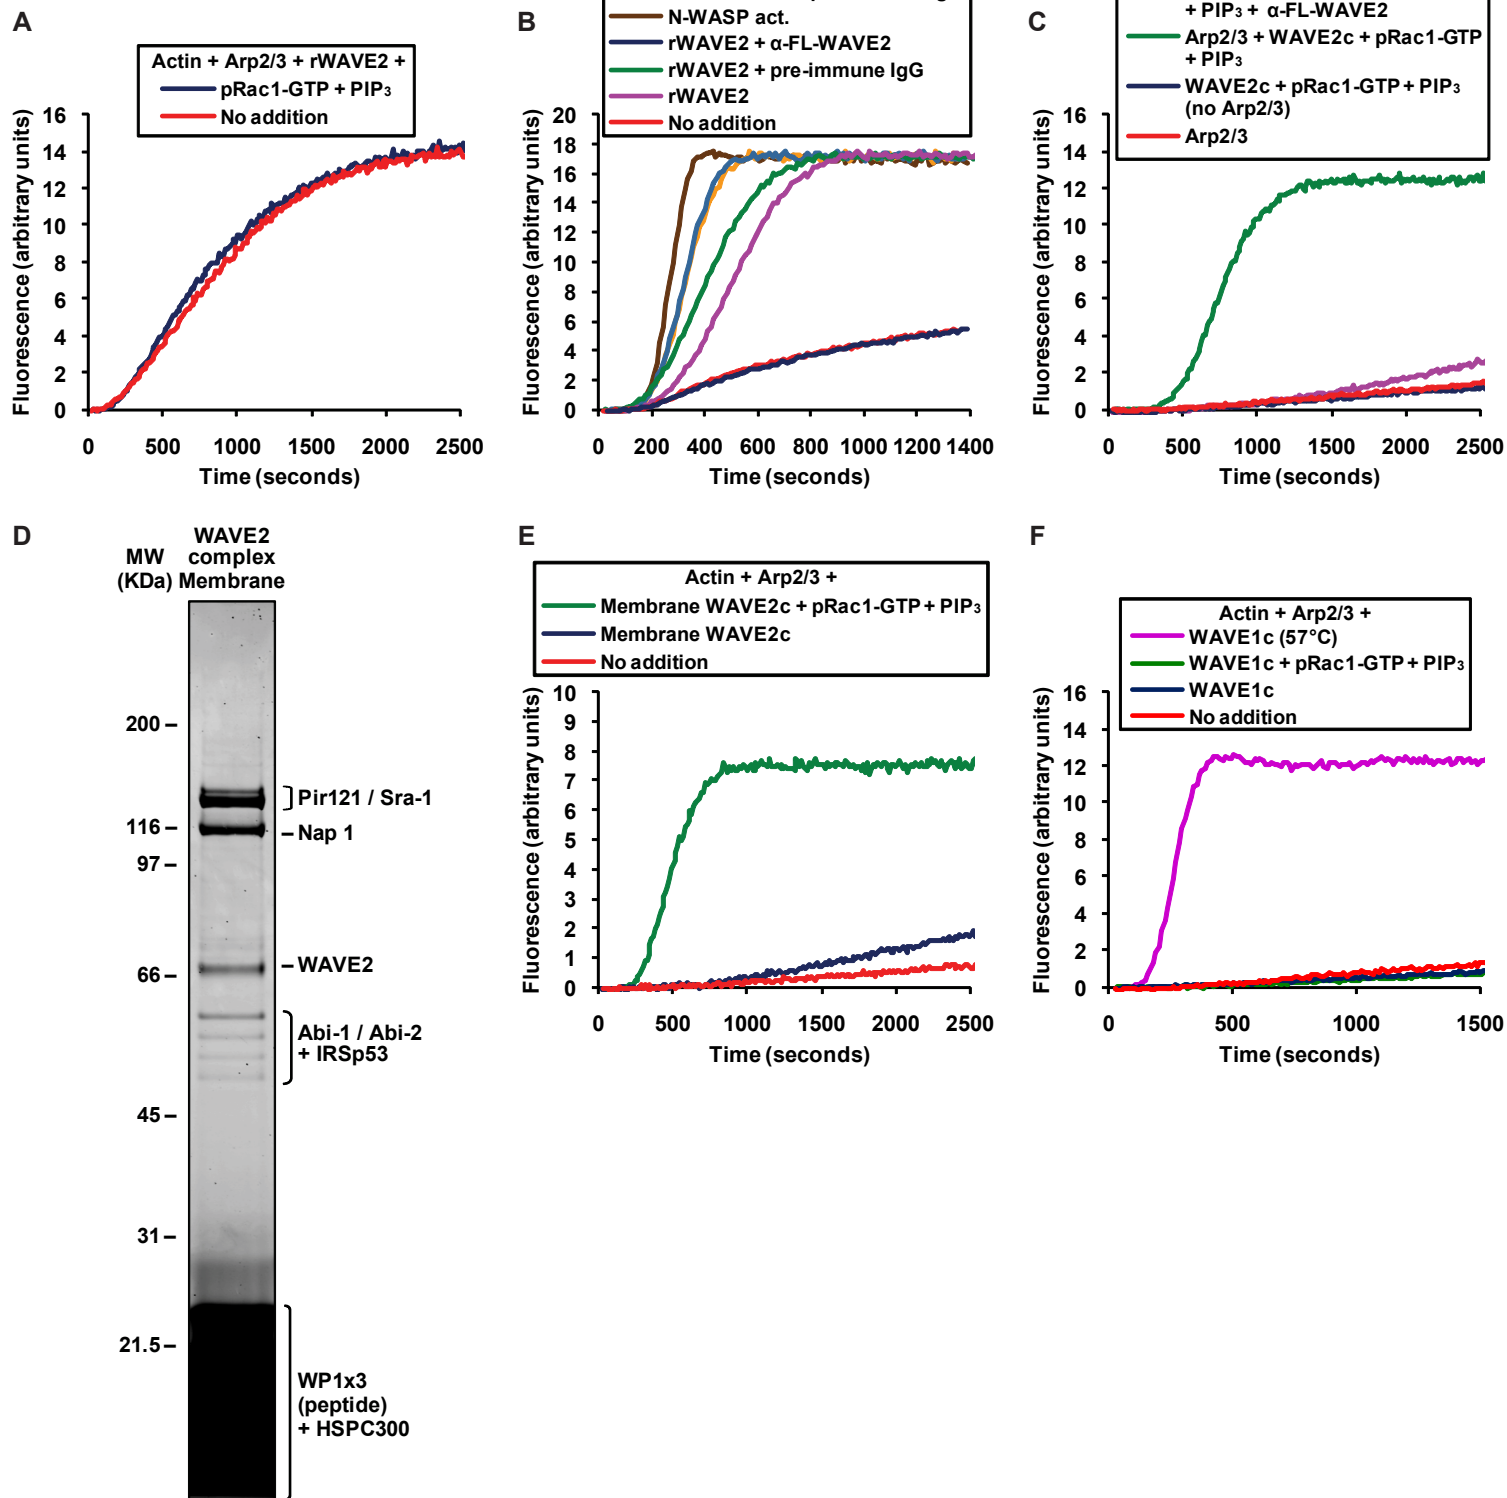 A
Actin + Arp2/3 + rWAVE2 +
pRac1-GTP + PIP₃
No addition
Fluorescence (arbitrary units)
16
14
12
10
8
6
4
2
0
0 500 1000 1500 2000 2500
Time (seconds)
B
N-WASP act.
rWAVE2 + α-FL-WAVE2
rWAVE2 + pre-immune IgG
rWAVE2
No addition
Fluorescence (arbitrary units)
20
18
16
14
12
10
8
6
4
2
0
0 200 400 600 800 1000 1200 1400
Time (seconds)
C
+ PIP₃ + α-FL-WAVE2
Arp2/3 + WAVE2c + pRac1-GTP
+ PIP₃
WAVE2c + pRac1-GTP + PIP₃
(no Arp2/3)
Arp2/3
Fluorescence (arbitrary units)
16
14
12
10
8
6
4
2
0
0 500 1000 1500 2000 2500
Time (seconds)
D
WAVE2
complex
Membrane
MW
(KDa)
200
116
97
66
45
31
21.5
Pir121 / Sra-1
Nap 1
WAVE2
Abi-1 / Abi-2
+ IRSp53
WP1x3
(peptide)
+ HSPC300
E
Actin + Arp2/3 +
Membrane WAVE2c + pRac1-GTP + PIP₃
Membrane WAVE2c
No addition
Fluorescence (arbitrary units)
10
9
8
7
6
5
4
3
2
1
0
0 500 1000 1500 2000 2500
Time (seconds)
F
Actin + Arp2/3 +
WAVE1c (57°C)
WAVE1c + pRac1-GTP + PIP₃
WAVE1c
No addition
Fluorescence (arbitrary units)
16
14
12
10
8
6
4
2
0
0 500 1000 1500
Time (seconds)